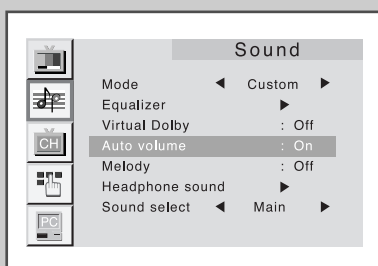 Sound
Mode ◀ Custom ▶
Equalizer ▶
Virtual Dolby : Off
Auto volume : On
Melody : Off
Headphone sound ▶
Sound select ◀ Main ▶
CH
PC